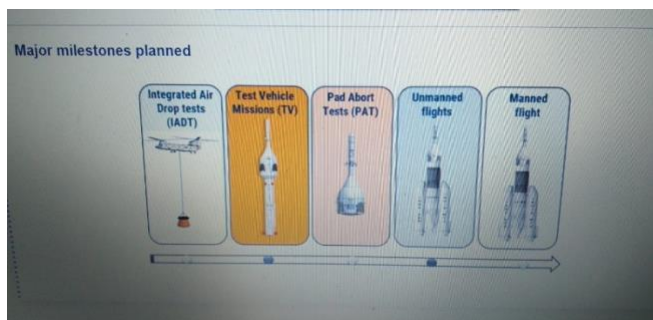 Major milestones planned
Integrated Air
Drop tests
(IADT)
Test Vehicle
Missions (TV)
Pad Abort
Tests (PAT)
Unmanned
flights
Manned
flight